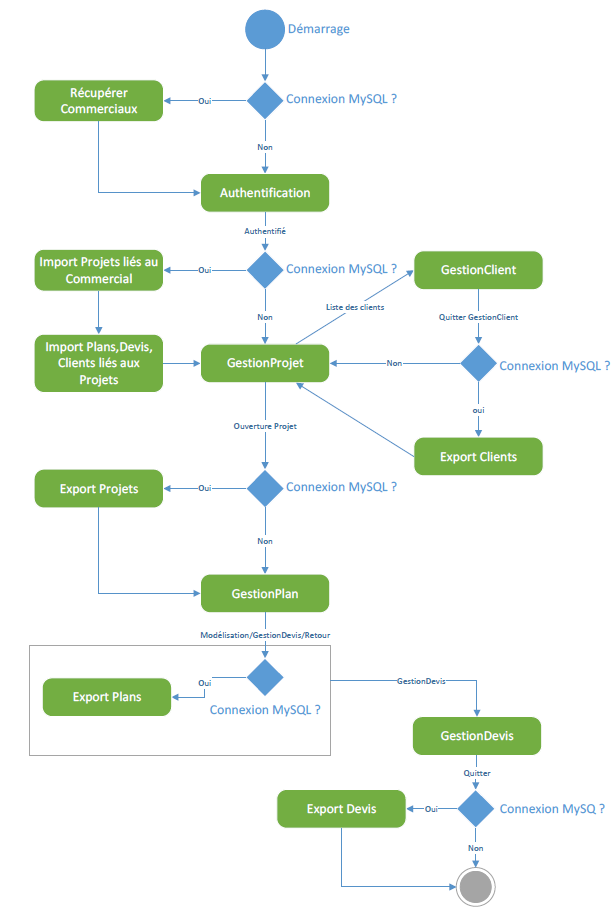 Démarrage
Récupérer
Commerciaux
Oui
Connexion MySQL ?
Non
Authentification
Authentifié
Import Projets liés au
Commercial
Oui
Connexion MySQL ?
GestionClient
Liste des clients
Non
Quitter GestionClient
Import Plans,Devis,
Clients liés aux
Projets
GestionProjet
Non
Connexion MySQL ?
oui
Ouverture Projet
Export Clients
Export Projets
Oui
Connexion MySQL ?
Non
GestionPlan
Modélisation/GestionDevis/Retour
Oui
Export Plans
Connexion MySQL ?
GestionDevis
GestionDevis
Quitter
Export Devis
Oui
Connexion MySQ ?
Non